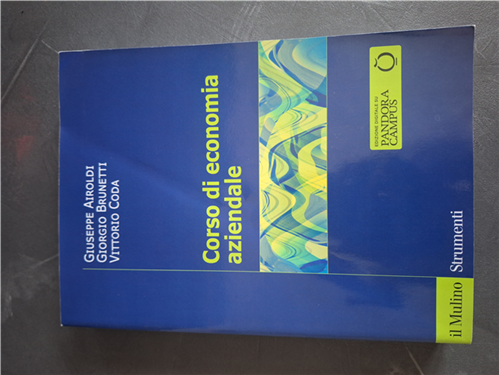 GIUSEPPE AIROLDI
GIORGIO BRUNETTI
VITTORIO CODA
Corso di economia
aziendale
EDIZIONE DIGITALE SU
PANDORA
CAMPUS
il Mulino
Strumenti